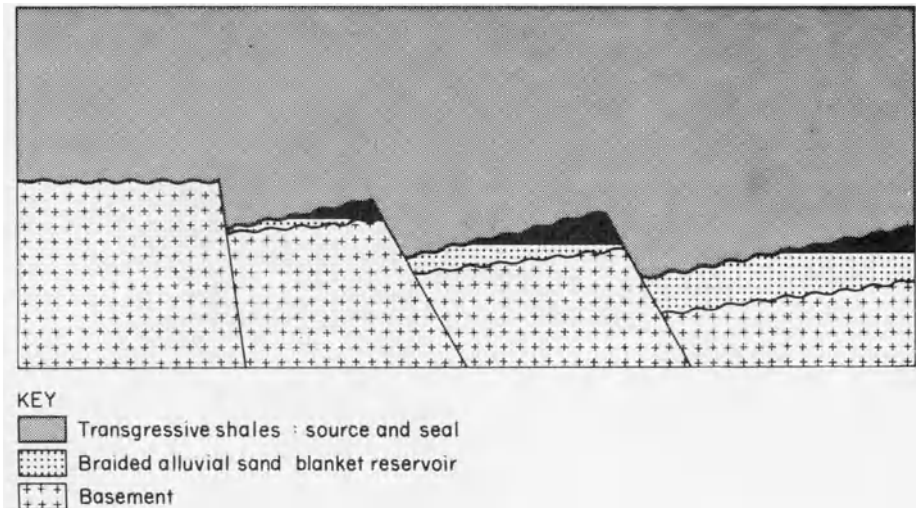 KEY
Transgressive shales : source and seal
Braided alluvial sand blanket reservoir
Basement